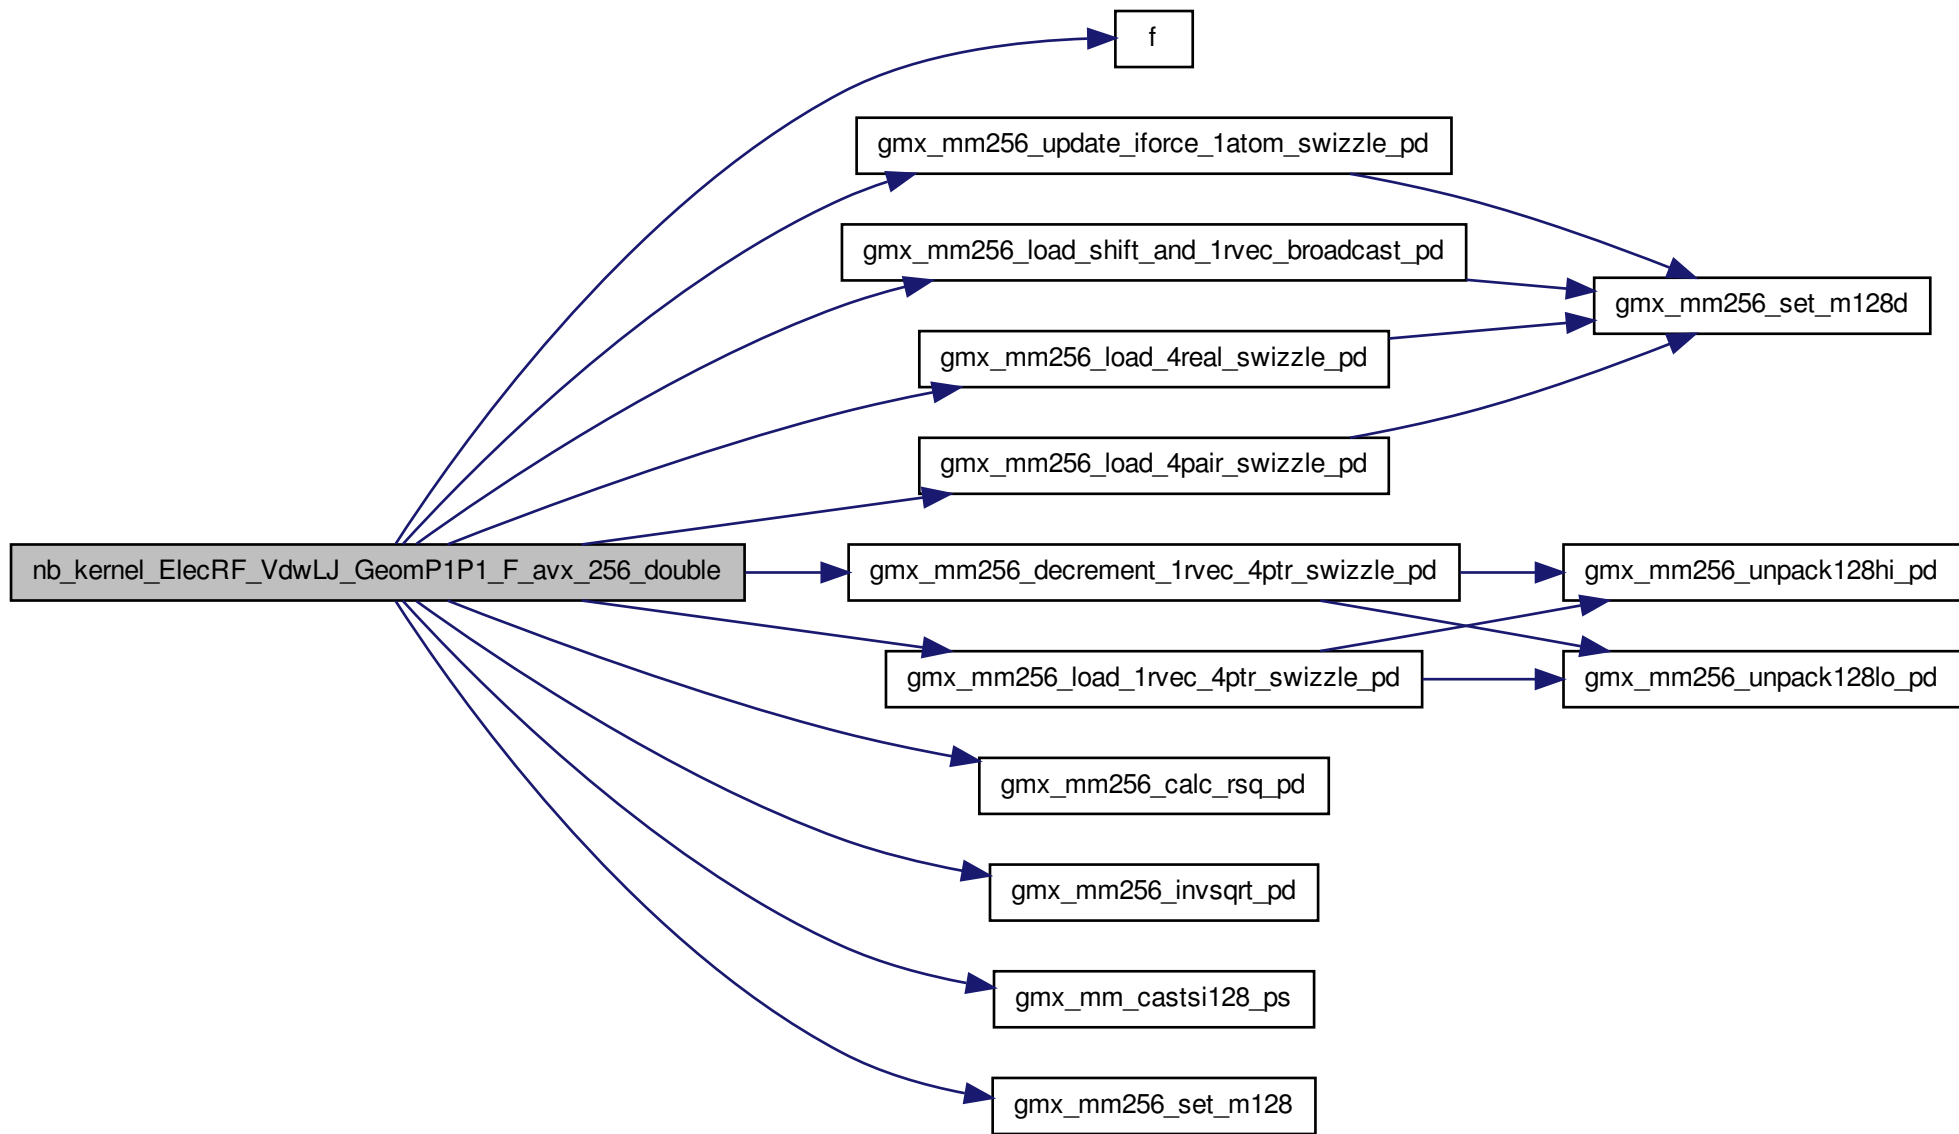 f
gmx_mm256_update_iforce_1atom_swizzle_pd
gmx_mm256_load_shift_and_1rvec_broadcast_pd
gmx_mm256_set_m128d
gmx_mm256_load_4real_swizzle_pd
gmx_mm256_load_4pair_swizzle_pd
nb_kernel_ElecRF_VdwLJ_GeomP1P1_F_avx_256_double
gmx_mm256_decrement_1rvec_4ptr_swizzle_pd
gmx_mm256_unpack128hi_pd
gmx_mm256_load_1rvec_4ptr_swizzle_pd
gmx_mm256_unpack128lo_pd
gmx_mm256_calc_rsq_pd
gmx_mm256_invsqrt_pd
gmx_mm_castsi128_ps
gmx_mm256_set_m128